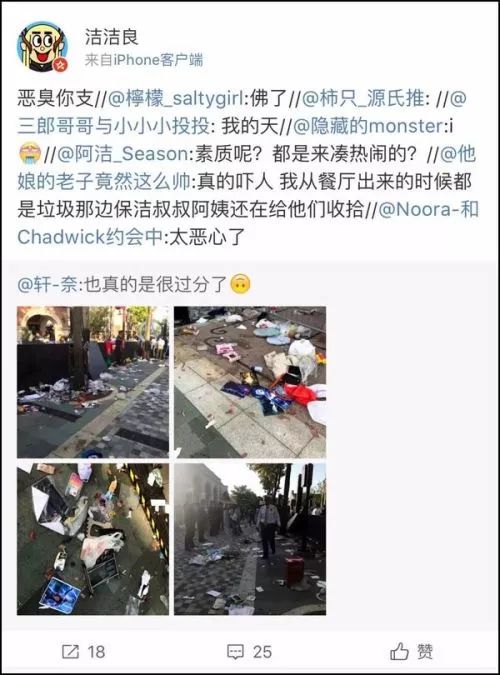 洁洁良
来自iPhone客户端
恶臭你支//@檸檬_saltygirl:佛了//@柿只_源氏推: //@
三郎哥哥与小小小投投: 我的天//@隐藏的monster:i
//@阿洁_Season:素质呢？都是来凑热闹的？//@他
娘的老子竟然这么帅:真的吓人 我从餐厅出来的时候都
是垃圾那边保洁叔叔阿姨还在给他们收拾//@Noora-和
Chadwick约会中:太恶心了
@轩-奈:也真的是很过分了
18
25
赞